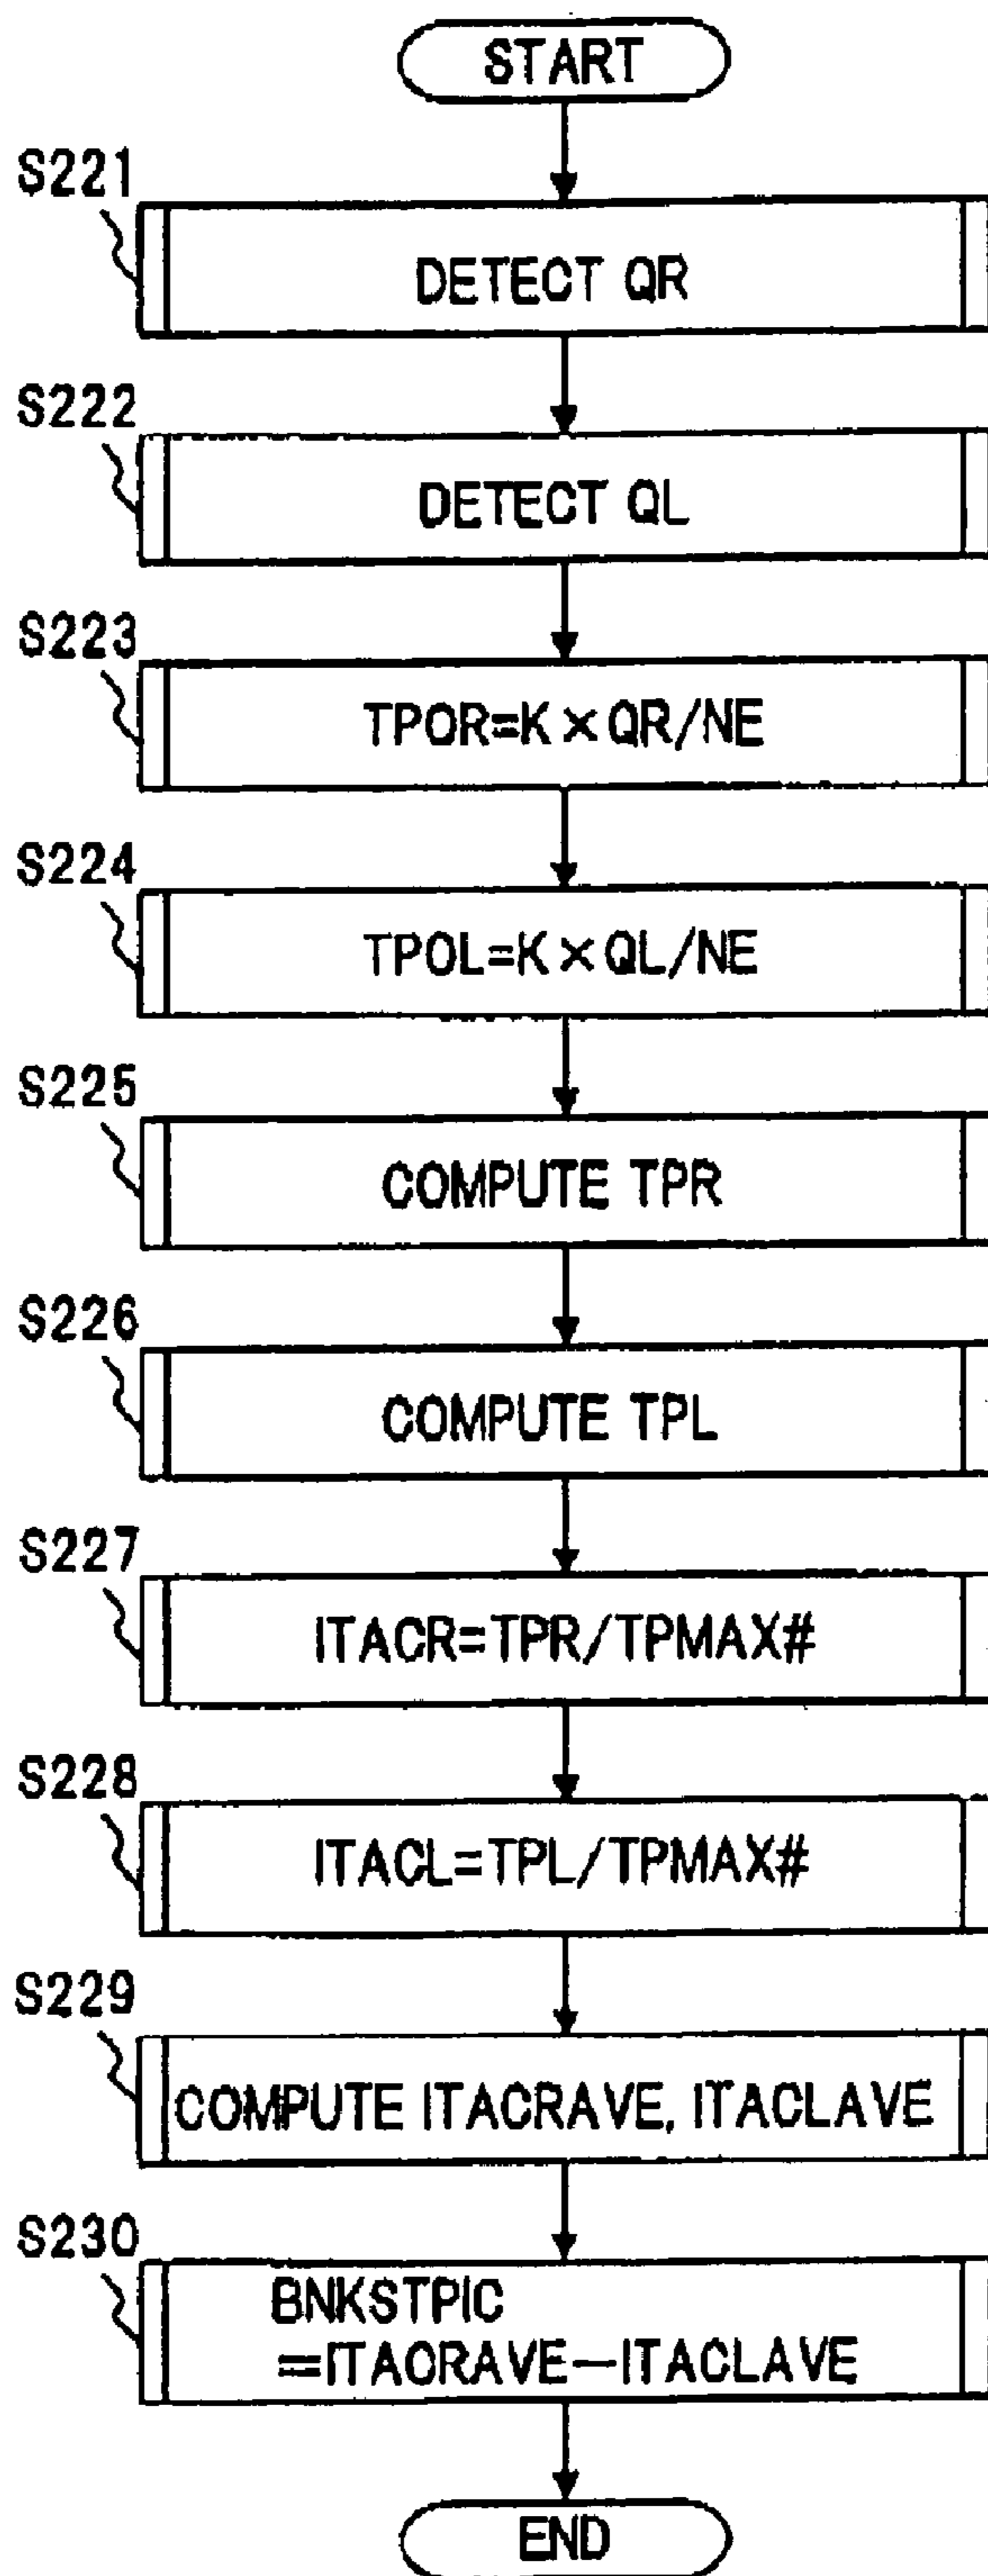 START
S221
DETECT QR
S222
DETECT QL
S223
TPOR=K×QR/NE
S224
TPOL=K×QL/NE
S225
COMPUTE TPR
S226
COMPUTE TPL
S227
ITACR=TPR/TPMAX#
S228
ITACL=TPL/TPMAX#
S229
COMPUTE ITACRAVE, ITACLAVE
S230
BNKSTPIC
=ITACRAVE−ITACLAVE
END